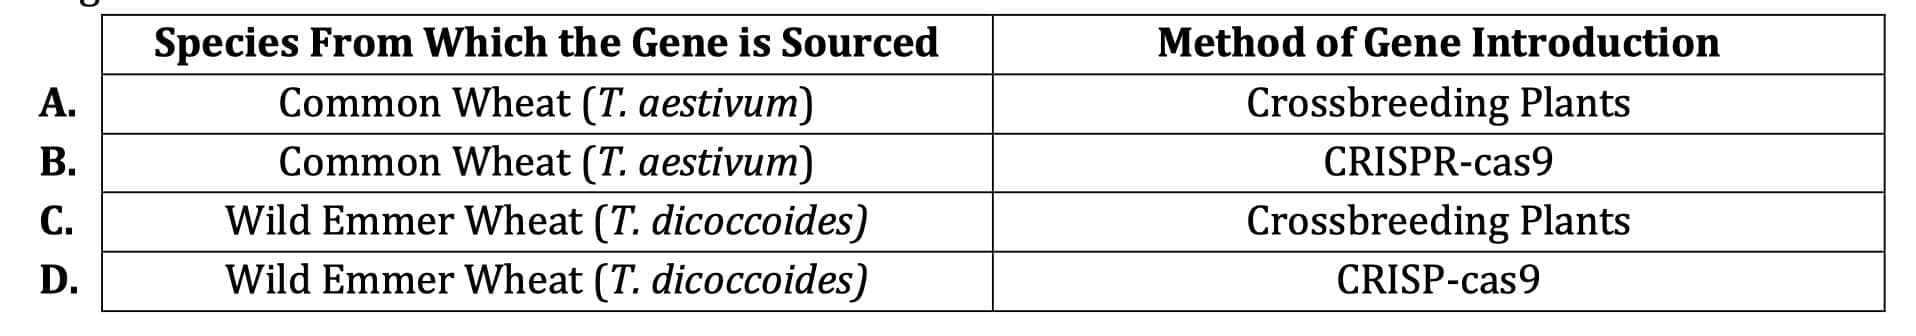 Species From Which the Gene is Sourced Method of Gene Introduction
A. Common Wheat (T. aestivum) Crossbreeding Plants
B. Common Wheat (T. aestivum) CRISPR-cas9
C. Wild Emmer Wheat (T. dicoccoides) Crossbreeding Plants
D. Wild Emmer Wheat (T. dicoccoides) CRISP-cas9